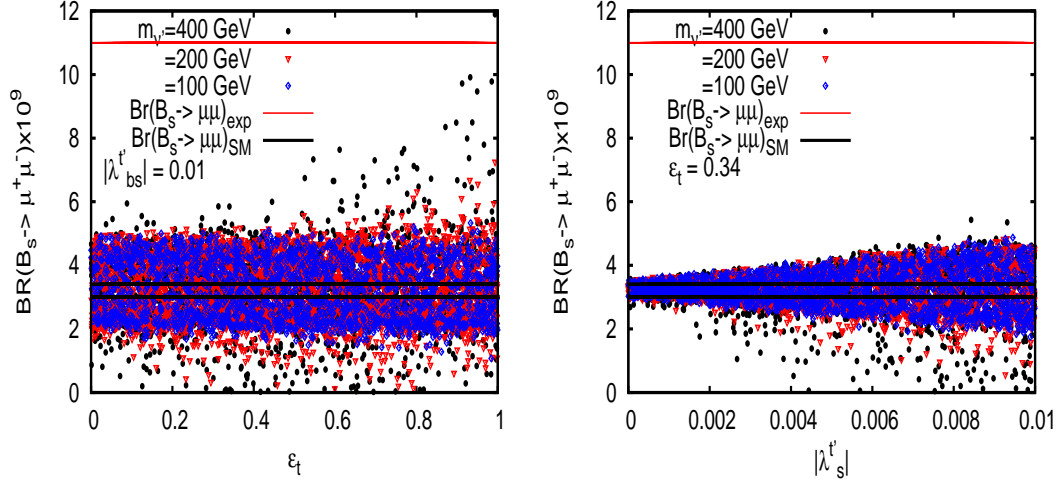 m_ν'=400 GeV
=200 GeV
=100 GeV
Br(B_s-> μμ)_exp
Br(B_s-> μμ)_SM
|λ^t'_bs| = 0.01
BR(B_s-> μ^+ μ^-)×10^9
12
10
8
6
4
2
0
0 0.2 0.4 0.6 0.8 1
ε_t
m_ν'=400 GeV
=200 GeV
=100 GeV
Br(B_s-> μμ)_exp
Br(B_s-> μμ)_SM
ε_t = 0.34
BR(B_s-> μ^+ μ^-)×10^9
12
10
8
6
4
2
0
0 0.002 0.004 0.006 0.008 0.01
|λ^t'_s|